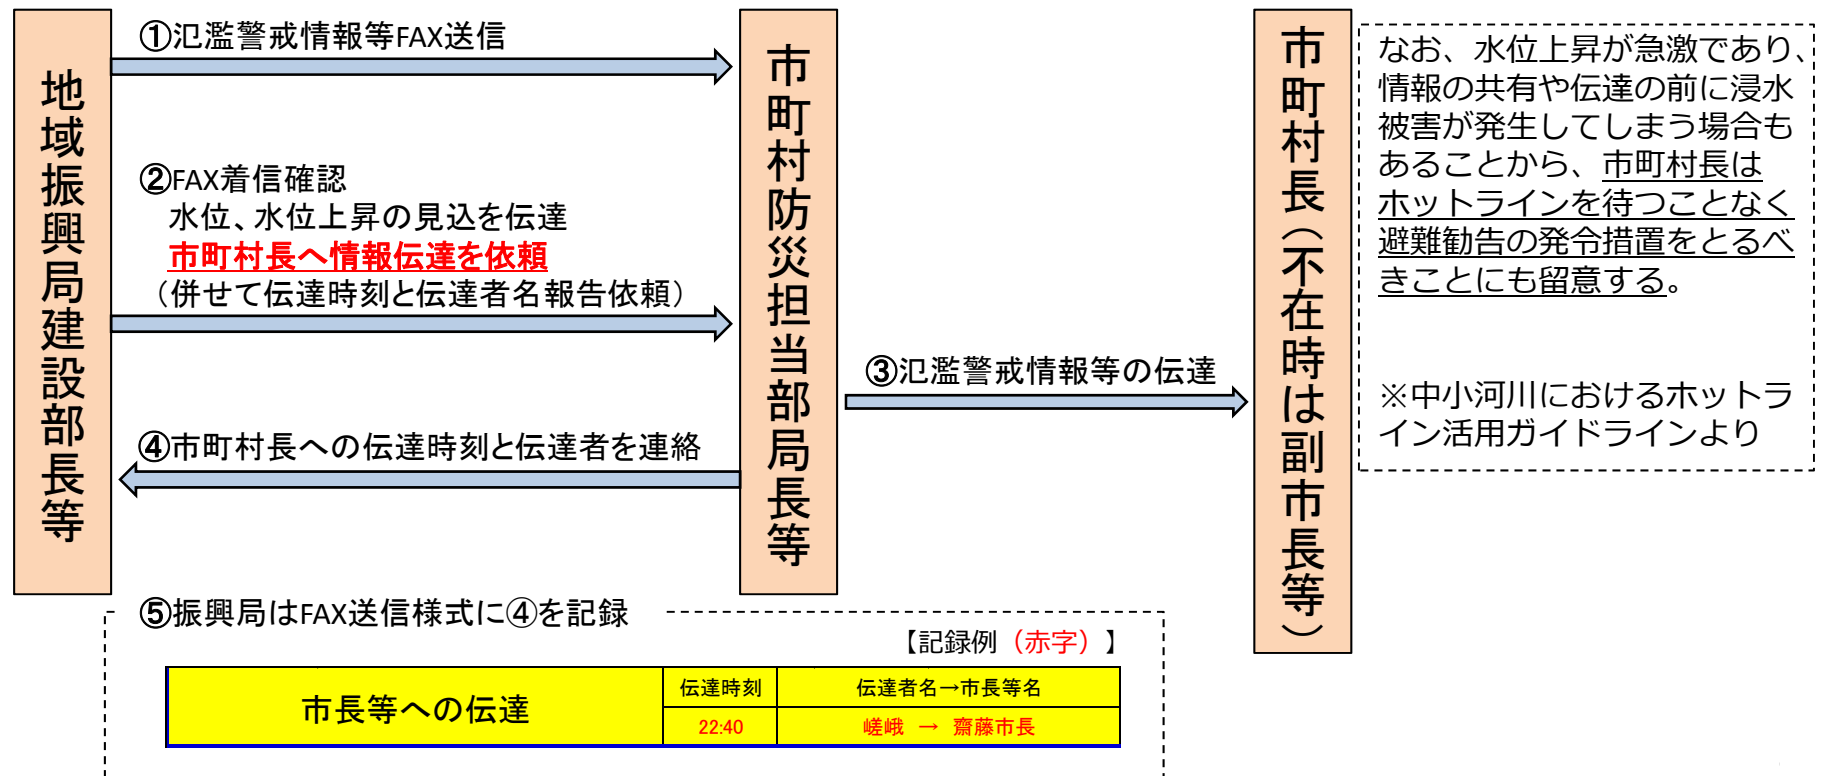 地域振興局建設部長等
①氾濫警戒情報等FAX送信
②FAX着信確認
水位、水位上昇の見込を伝達
市町村長へ情報伝達を依頼
（併せて伝達時刻と伝達者名報告依頼）
④市町村長への伝達時刻と伝達者を連絡
市町村防災担当部局長等
③氾濫警戒情報等の伝達
市町村長（不在時は副市長等）
なお、水位上昇が急激であり、
情報の共有や伝達の前に浸水
被害が発生してしまう場合も
あることから、市町村長は
ホットラインを待つことなく
避難勧告の発令措置をとるべ
きことにも留意する。
※中小河川におけるホットラ
イン活用ガイドラインより
⑤振興局はFAX送信様式に④を記録
【記録例（赤字）】
市長等への伝達
伝達時刻
伝達者名→市長等名
22:40
嵯峨 → 齋藤市長